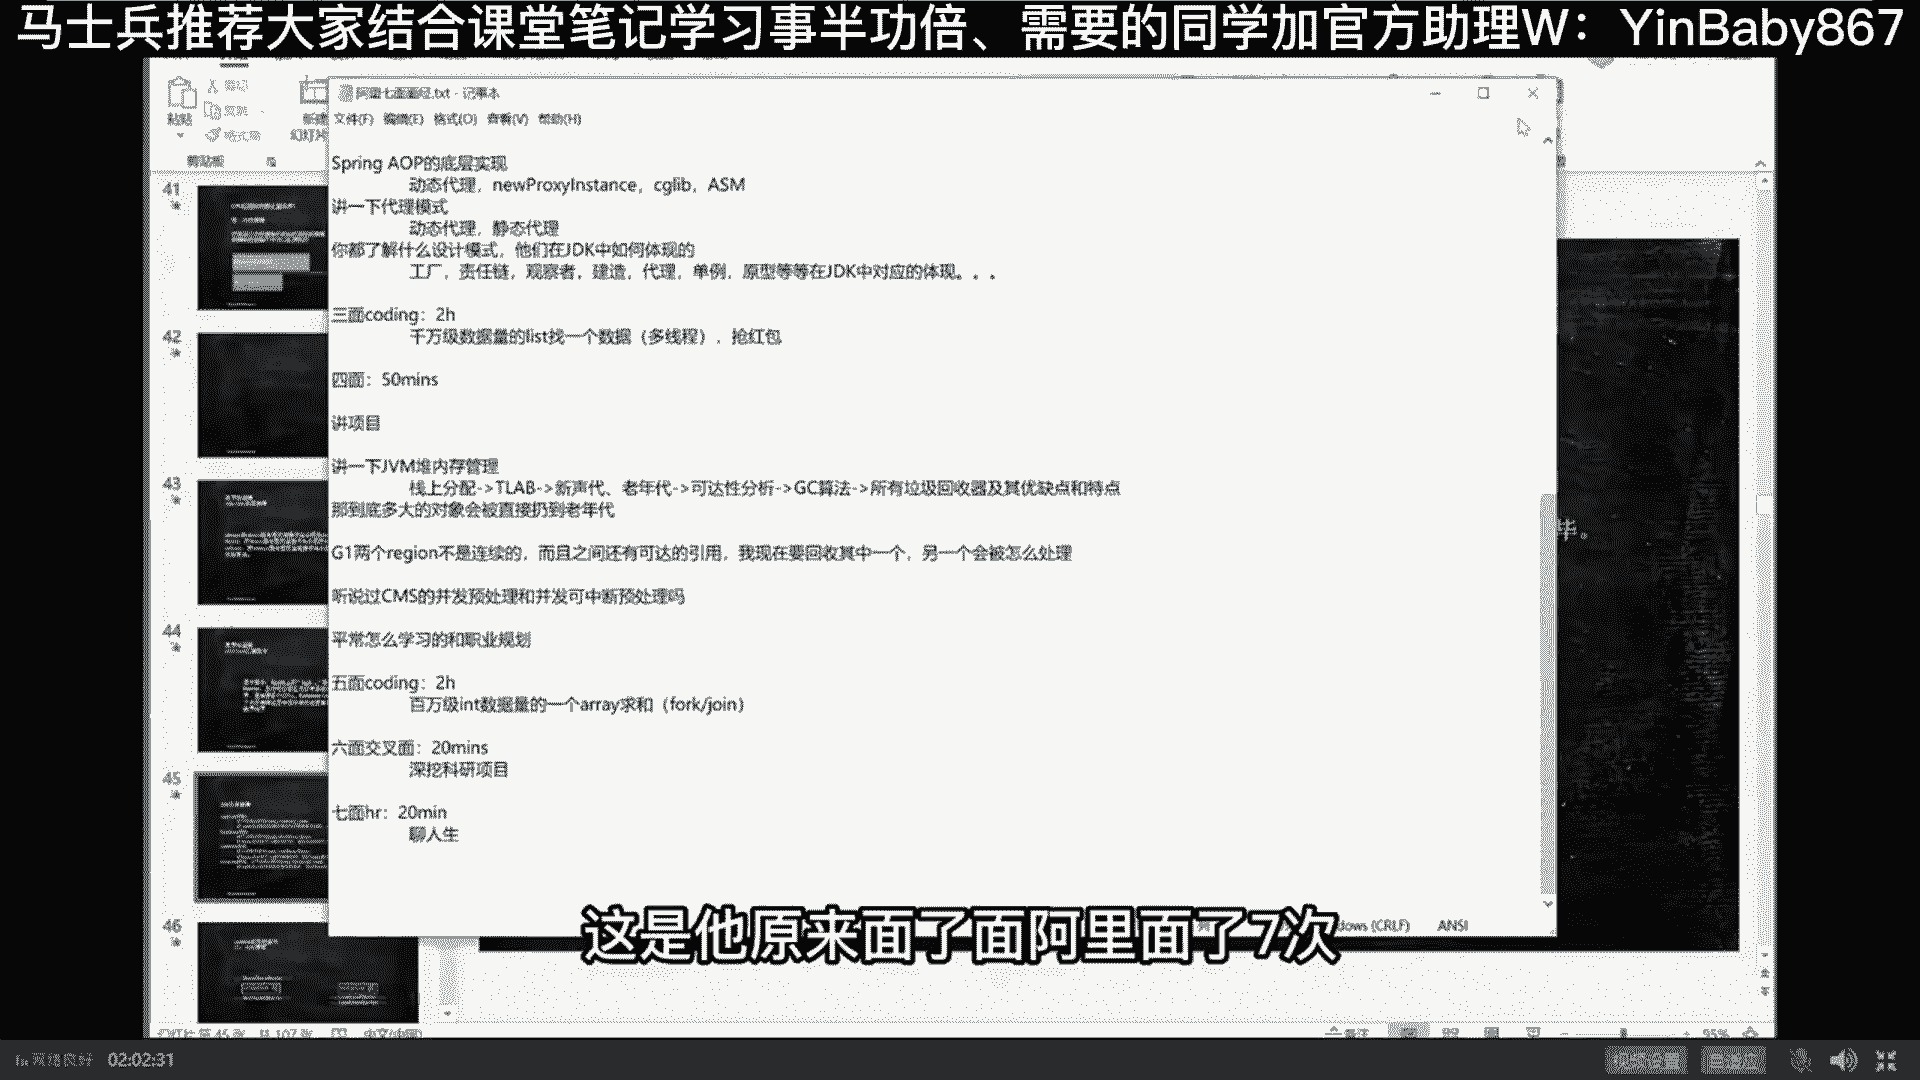 马士兵推荐大家结合课堂笔记学习事半功倍、需要的同学加官方助理W：YinBaby867
粘贴
剪贴板
阿里七面面经.txt - 记事本
文件(F) 编辑(E) 格式(O) 查看(V) 帮助(H)
Spring AOP的底层实现
动态代理，newProxyInstance，cglib，ASM
讲一下代理模式
动态代理，静态代理
你都了解什么设计模式，他们在JDK中如何体现的
工厂，责任链，观察者，建造，代理，单例，原型等等在JDK中对应的体现。。。
三面coding：2h
千万级数据量的list找一个数据（多线程），抢红包
四面：50mins
讲项目
讲一下JVM堆内存管理
栈上分配->TLAB->新声代、老年代->可达性分析->GC算法->所有垃圾回收器及其优缺点和特点
那到底多大的对象会被直接扔到老年代
G1两个region不是连续的，而且之间还有可达的引用，我现在要回收其中一个，另一个会被怎么处理
听说过CMS的并发预处理和并发可中断预处理吗
平常怎么学习的和职业规划
五面coding：2h
百万级int数据量的一个array求和（fork/join）
六面交叉面：20mins
深挖科研项目
七面hr：20min
聊人生
41
42
43
44
45
46
毕。
dows (CRLF) ANSI
这是他原来面了面阿里面了7次
备注
95%
网络良好 02:02:31
视频设置
自适应